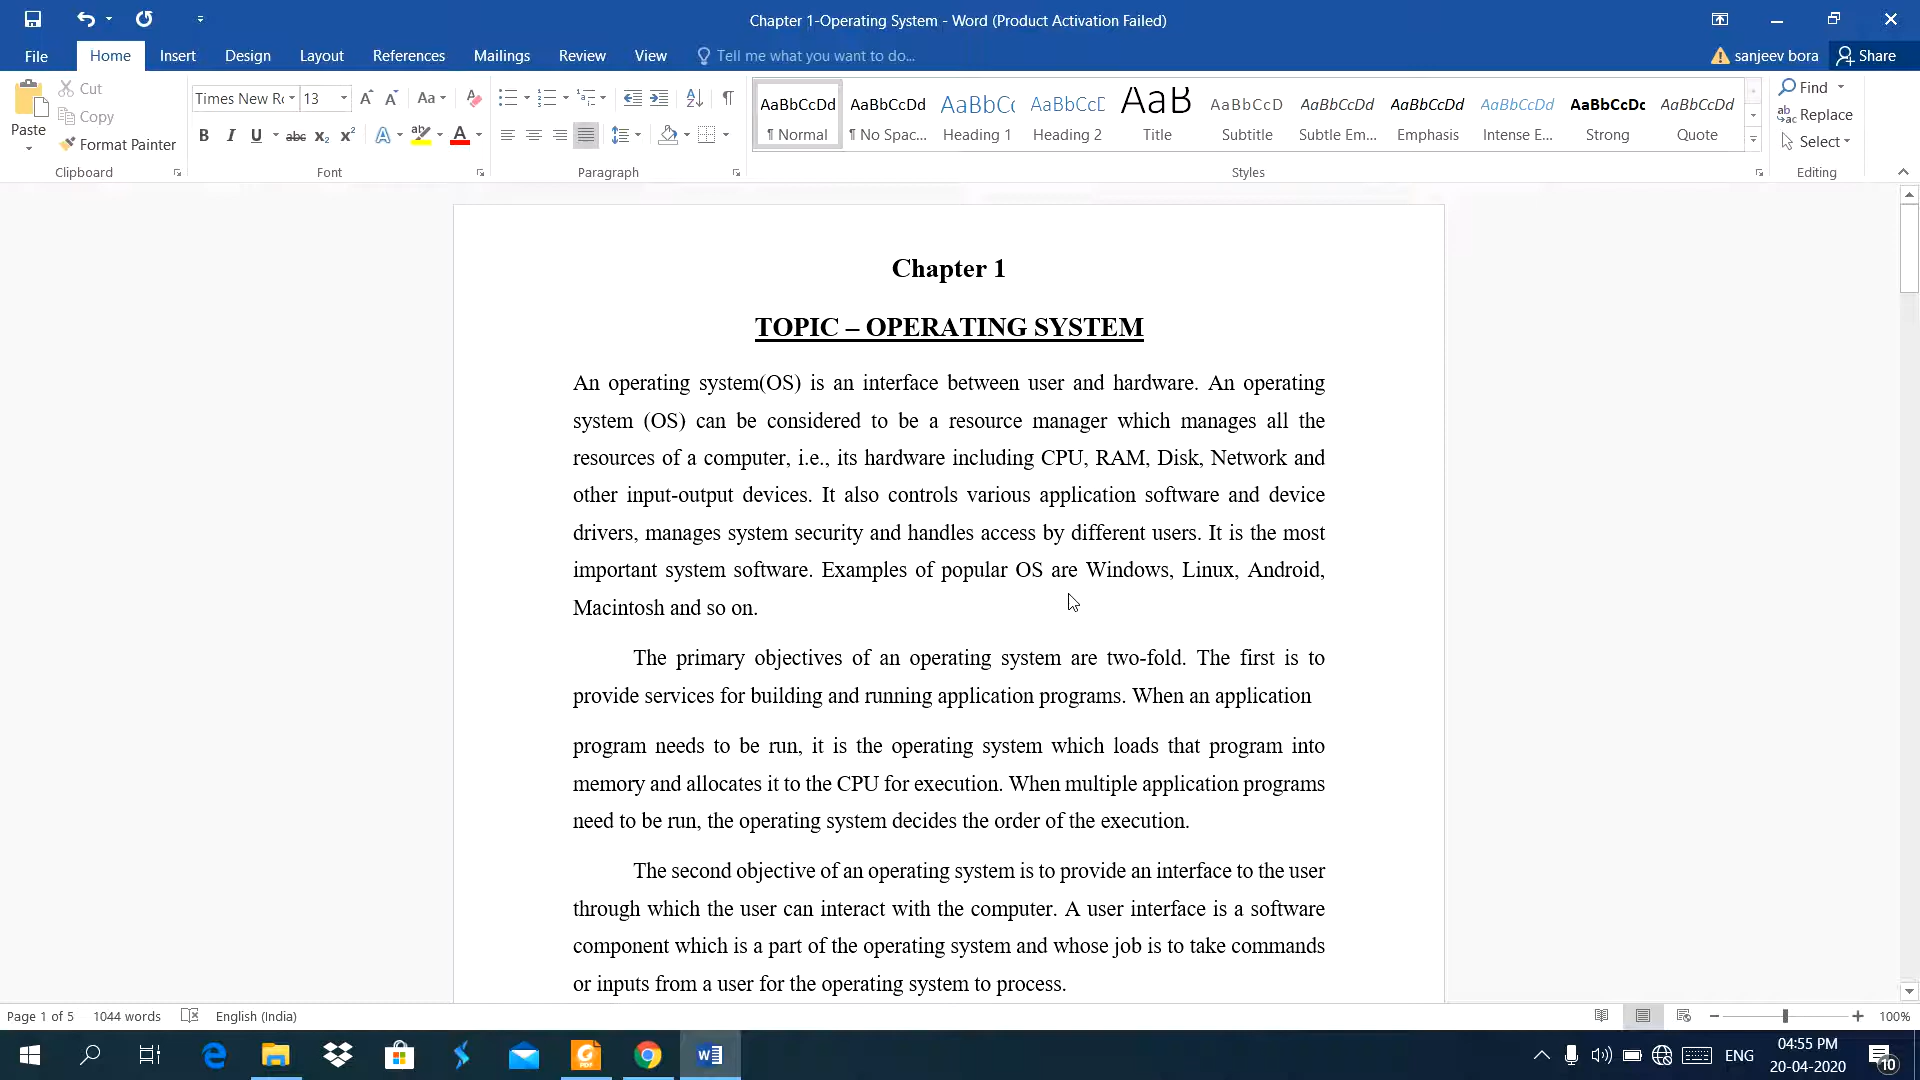 Chapter 1-Operating System - Word (Product Activation Failed)
File Home Insert Design Layout References Mailings Review View Tell me what you want to do... sanjeev bora Share
Paste Cut Copy Format Painter
Times New Ro 13
Clipboard Font Paragraph Styles Editing
AaBbCcDd AaBbCcDd AaBbC AaBbCcD AaB AaBbCcD AaBbCcDd AaBbCcDd AaBbCcDd AaBbCcDc AaBbCcDd
¶ Normal ¶ No Spac... Heading 1 Heading 2 Title Subtitle Subtle Em... Emphasis Intense E... Strong Quote
Find
Replace
Select
Chapter 1
TOPIC – OPERATING SYSTEM
An operating system(OS) is an interface between user and hardware. An operating
system (OS) can be considered to be a resource manager which manages all the
resources of a computer, i.e., its hardware including CPU, RAM, Disk, Network and
other input-output devices. It also controls various application software and device
drivers, manages system security and handles access by different users. It is the most
important system software. Examples of popular OS are Windows, Linux, Android,
Macintosh and so on.
The primary objectives of an operating system are two-fold. The first is to
provide services for building and running application programs. When an application
program needs to be run, it is the operating system which loads that program into
memory and allocates it to the CPU for execution. When multiple application programs
need to be run, the operating system decides the order of the execution.
The second objective of an operating system is to provide an interface to the user
through which the user can interact with the computer. A user interface is a software
component which is a part of the operating system and whose job is to take commands
or inputs from a user for the operating system to process.
Page 1 of 5 1044 words English (India) 100%
ENG 04:55 PM
20-04-2020 10